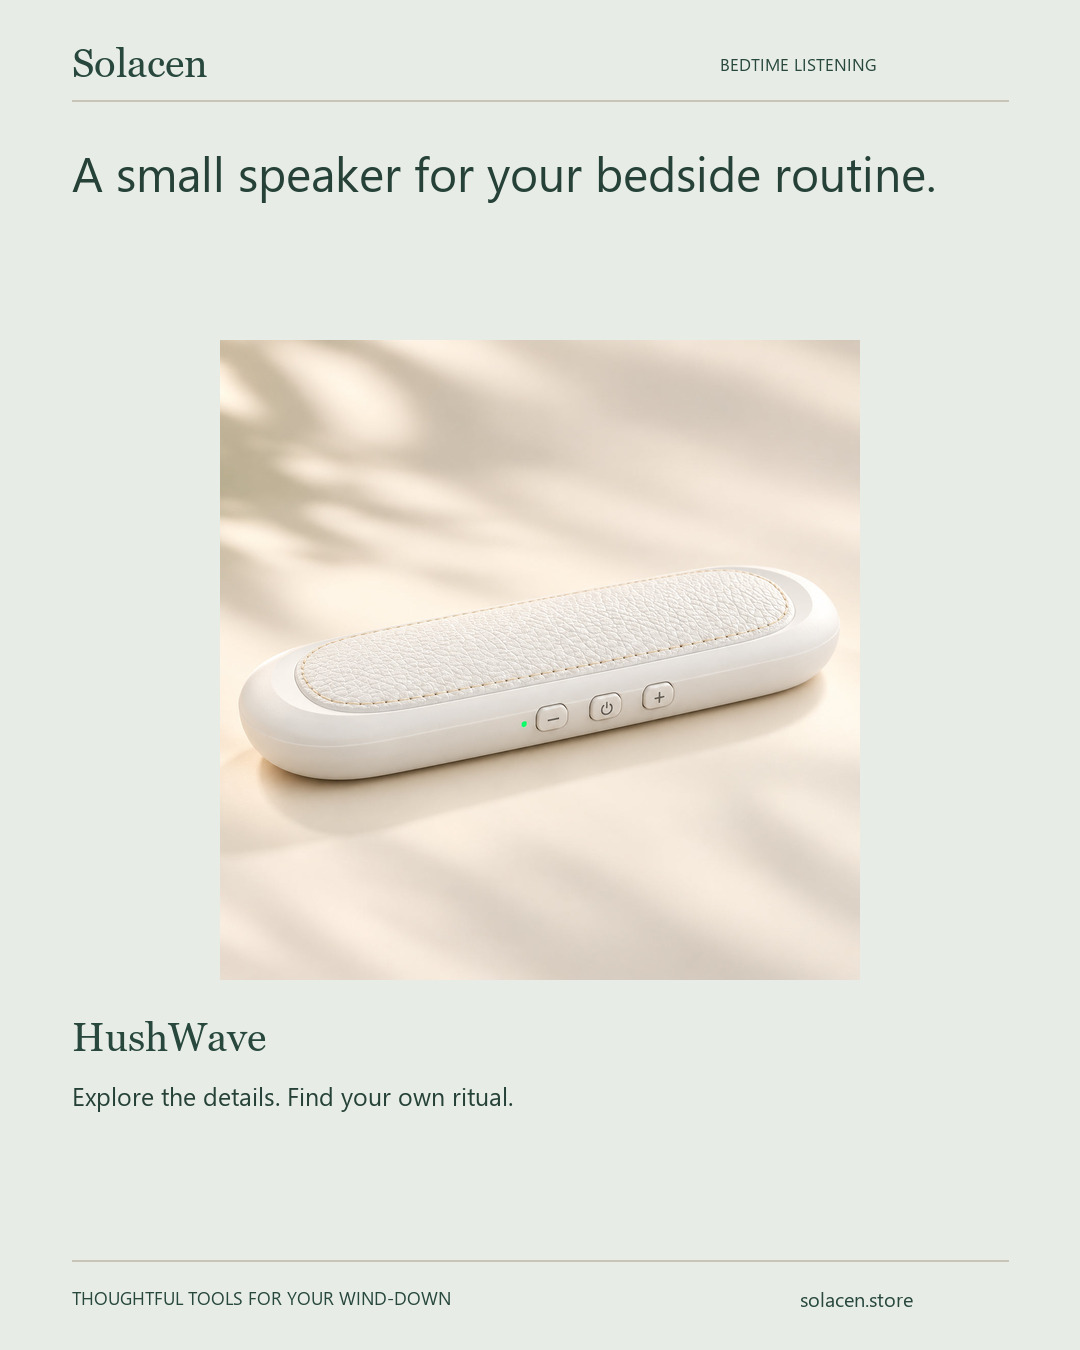 Solacen
BEDTIME LISTENING
A small speaker for your bedside routine.
HushWave
Explore the details. Find your own ritual.
THOUGHTFUL TOOLS FOR YOUR WIND-DOWN
solacen.store